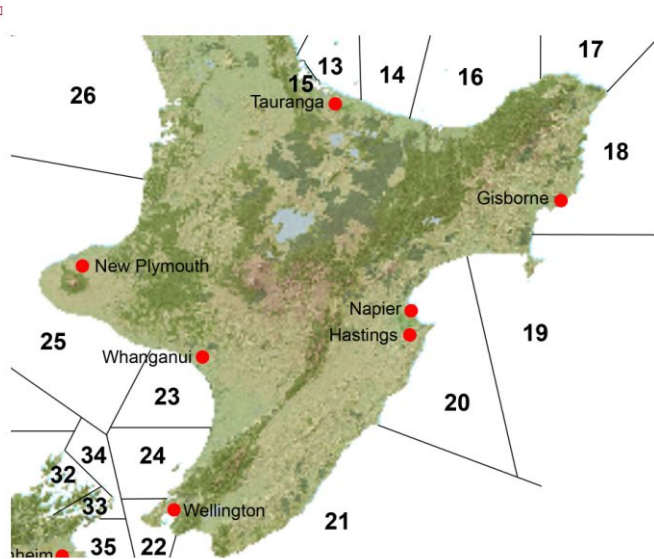 17
13
14
16
15
26
Tauranga
18
Gisborne
New Plymouth
Napier
19
Hastings
25
Whanganui
23
20
34
24
32
33
Wellington
21
35
22
nheim